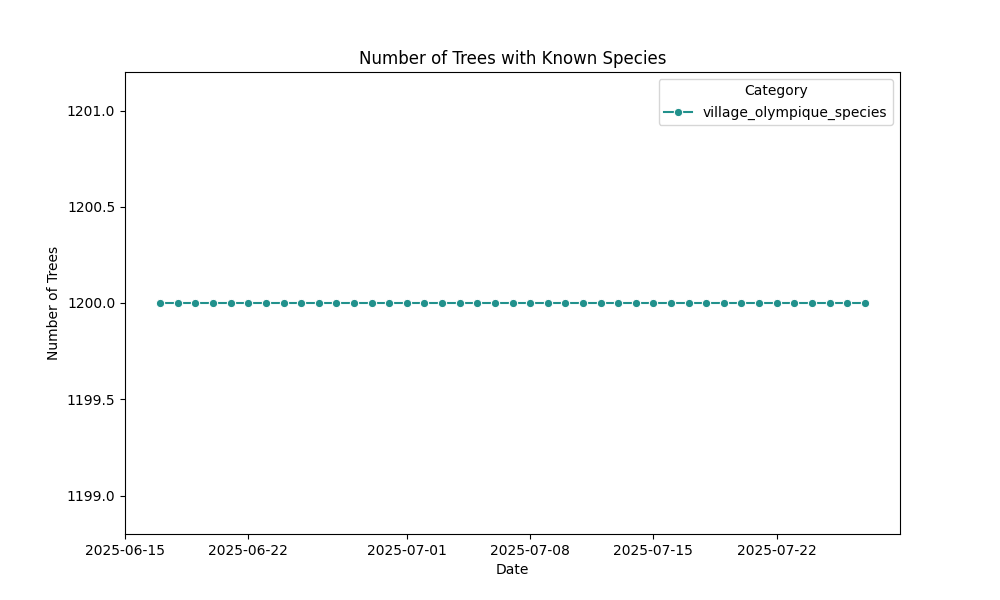 Number of Trees with Known Species
Category
village_olympique_species
Number of Trees
1201.0
1200.5
1200.0
1199.5
1199.0
2025-06-15
2025-06-22
2025-07-01
2025-07-08
2025-07-15
2025-07-22
Date